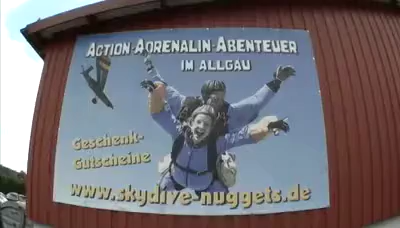 Action-Adrenalin-Abenteuer
im Allgäu
Geschenk-
Gutscheine
www.skydive-nuggets.de